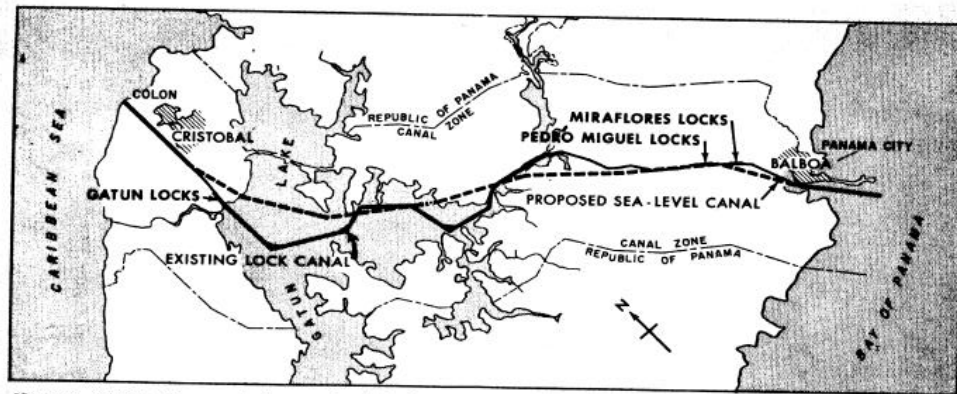 COLON
CRISTOBAL
CARIBBEAN SEA
GATUN LOCKS
EXISTING LOCK CANAL
GATUN
LAKE
REPUBLIC OF PANAMA
CANAL ZONE
MIRAFLORES LOCKS
PEDRO MIGUEL LOCKS
PANAMA CITY
BALBOA
PROPOSED SEA-LEVEL CANAL
CANAL ZONE
REPUBLIC OF PANAMA
N
BAY OF PANAMA